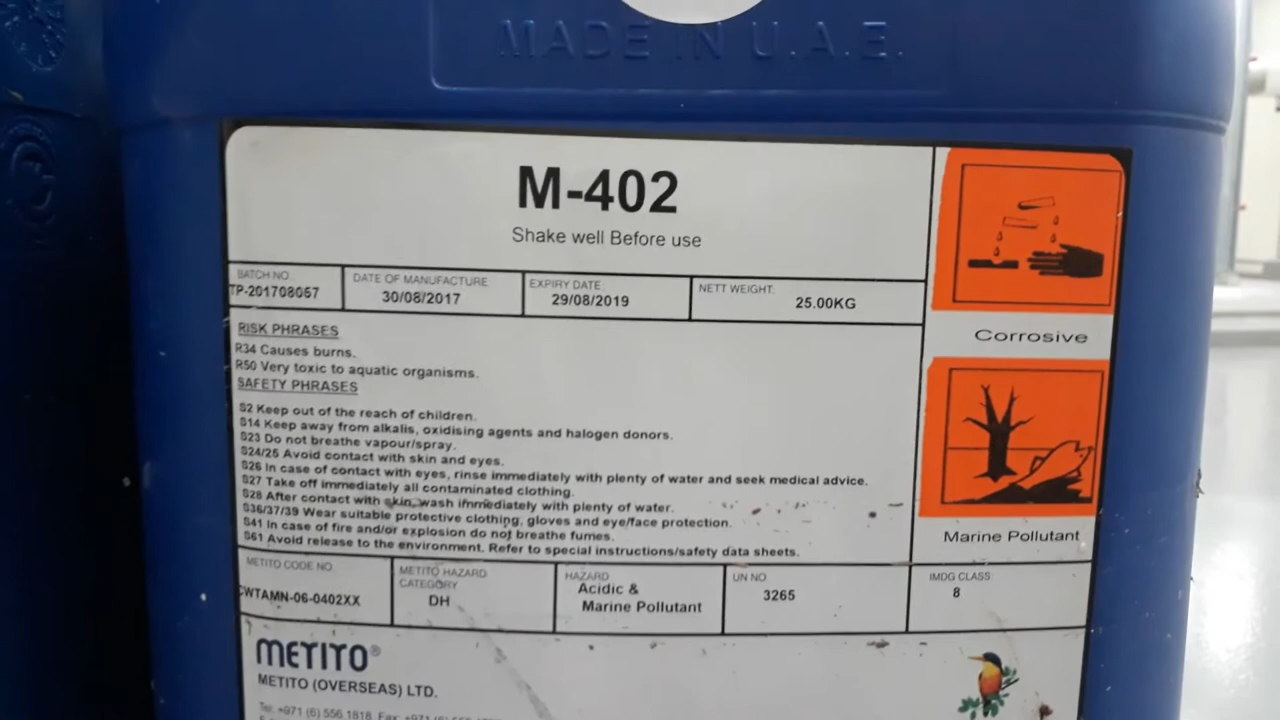 MADE IN U.A.E.
M-402
Shake well Before use
BATCH NO.
TP-201708067
DATE OF MANUFACTURE
30/08/2017
EXPIRY DATE:
29/08/2019
NETT WEIGHT:
25.00KG
RISK PHRASES
R34 Causes burns.
R50 Very toxic to aquatic organisms.
SAFETY PHRASES
S2 Keep out of the reach of children.
S14 Keep away from alkalis, oxidising agents and halogen donors.
S23 Do not breathe vapour/spray.
S24/25 Avoid contact with skin and eyes.
S26 In case of contact with eyes, rinse immediately with plenty of water and seek medical advice.
S27 Take off immediately all contaminated clothing.
S28 After contact with skin, wash immediately with plenty of water.
S36/37/39 Wear suitable protective clothing, gloves and eye/face protection.
S41 In case of fire and/or explosion do not breathe fumes.
S61 Avoid release to the environment. Refer to special instructions/safety data sheets.
Corrosive
Marine Pollutant
METITO CODE NO.
CWTAMN-06-0402XX
METITO HAZARD
CATEGORY
DH
HAZARD
Acidic &
Marine Pollutant
UN NO
3265
IMDG CLASS
8
METITO®
METITO (OVERSEAS) LTD.
Tel: +971 (6) 556 1818, Fax: +971 (6)